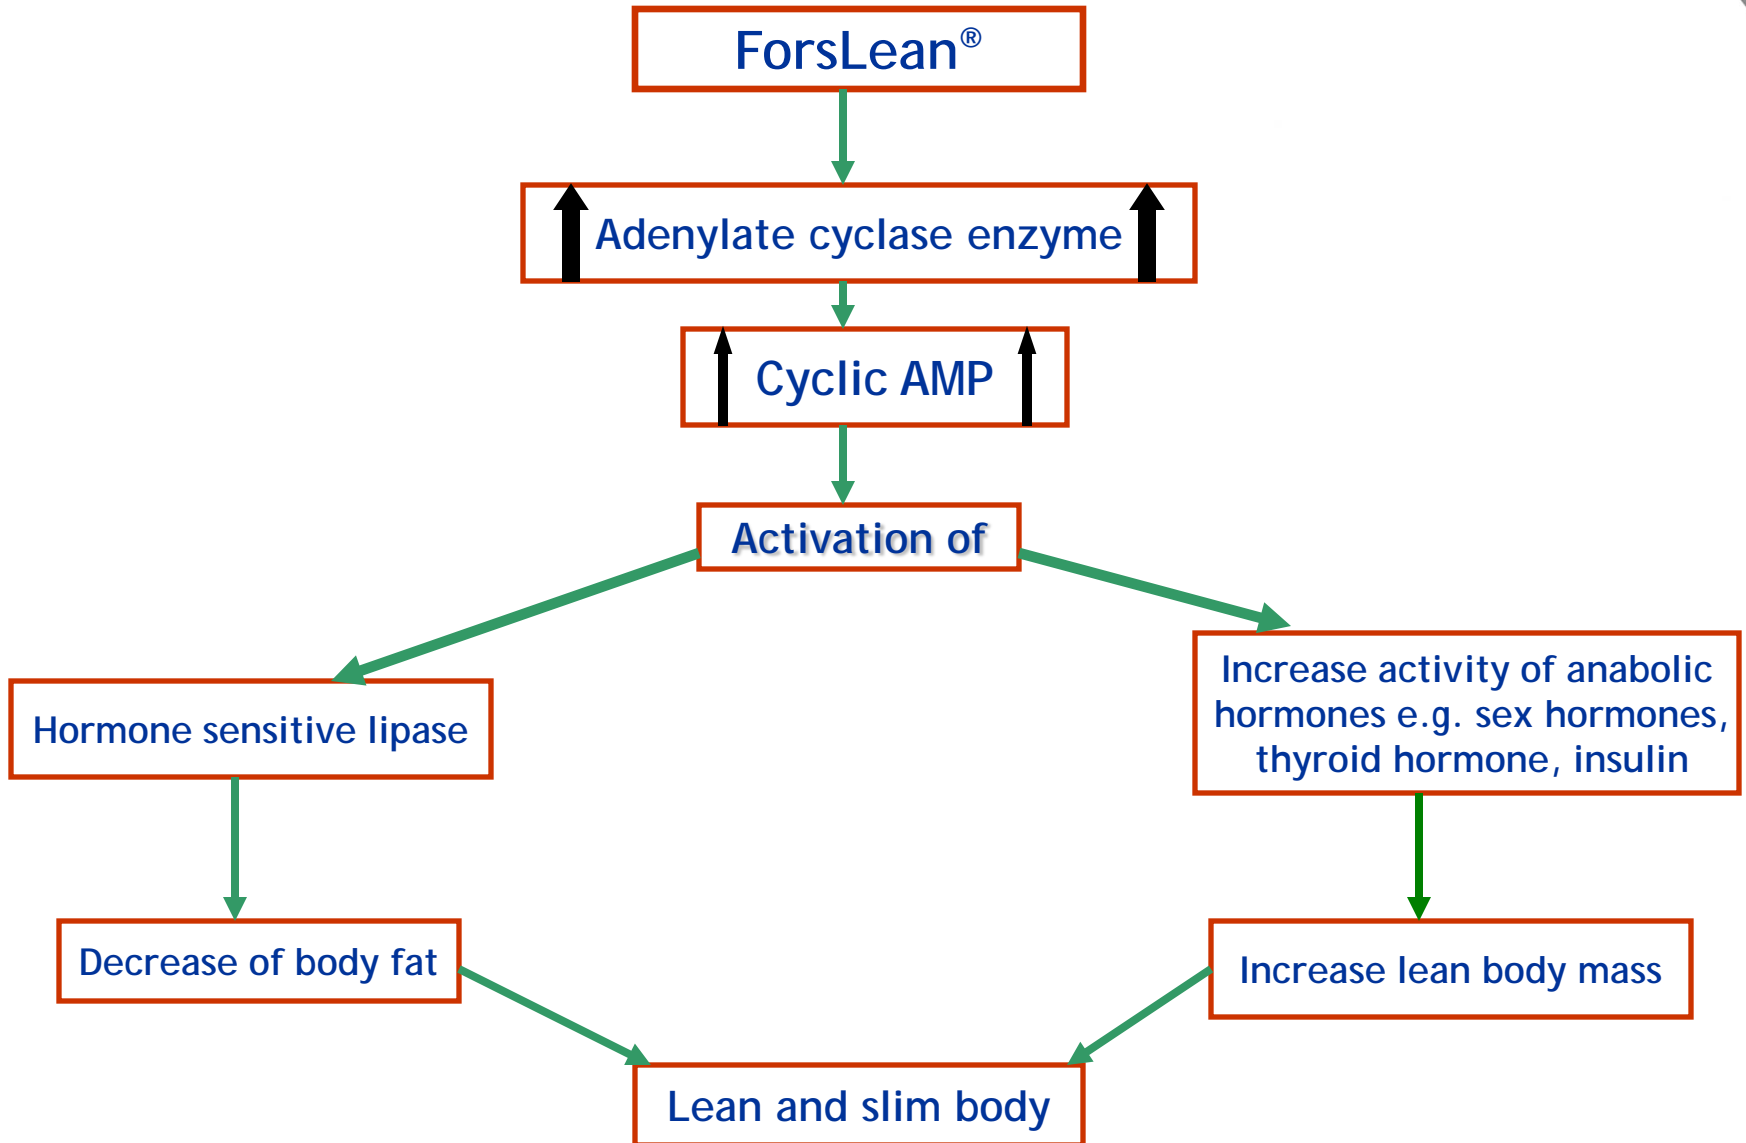 ForsLean®
Adenylate cyclase enzyme
Cyclic AMP
Activation of
Hormone sensitive lipase
Increase activity of anabolic
hormones e.g. sex hormones,
thyroid hormone, insulin
Decrease of body fat
Increase lean body mass
Lean and slim body